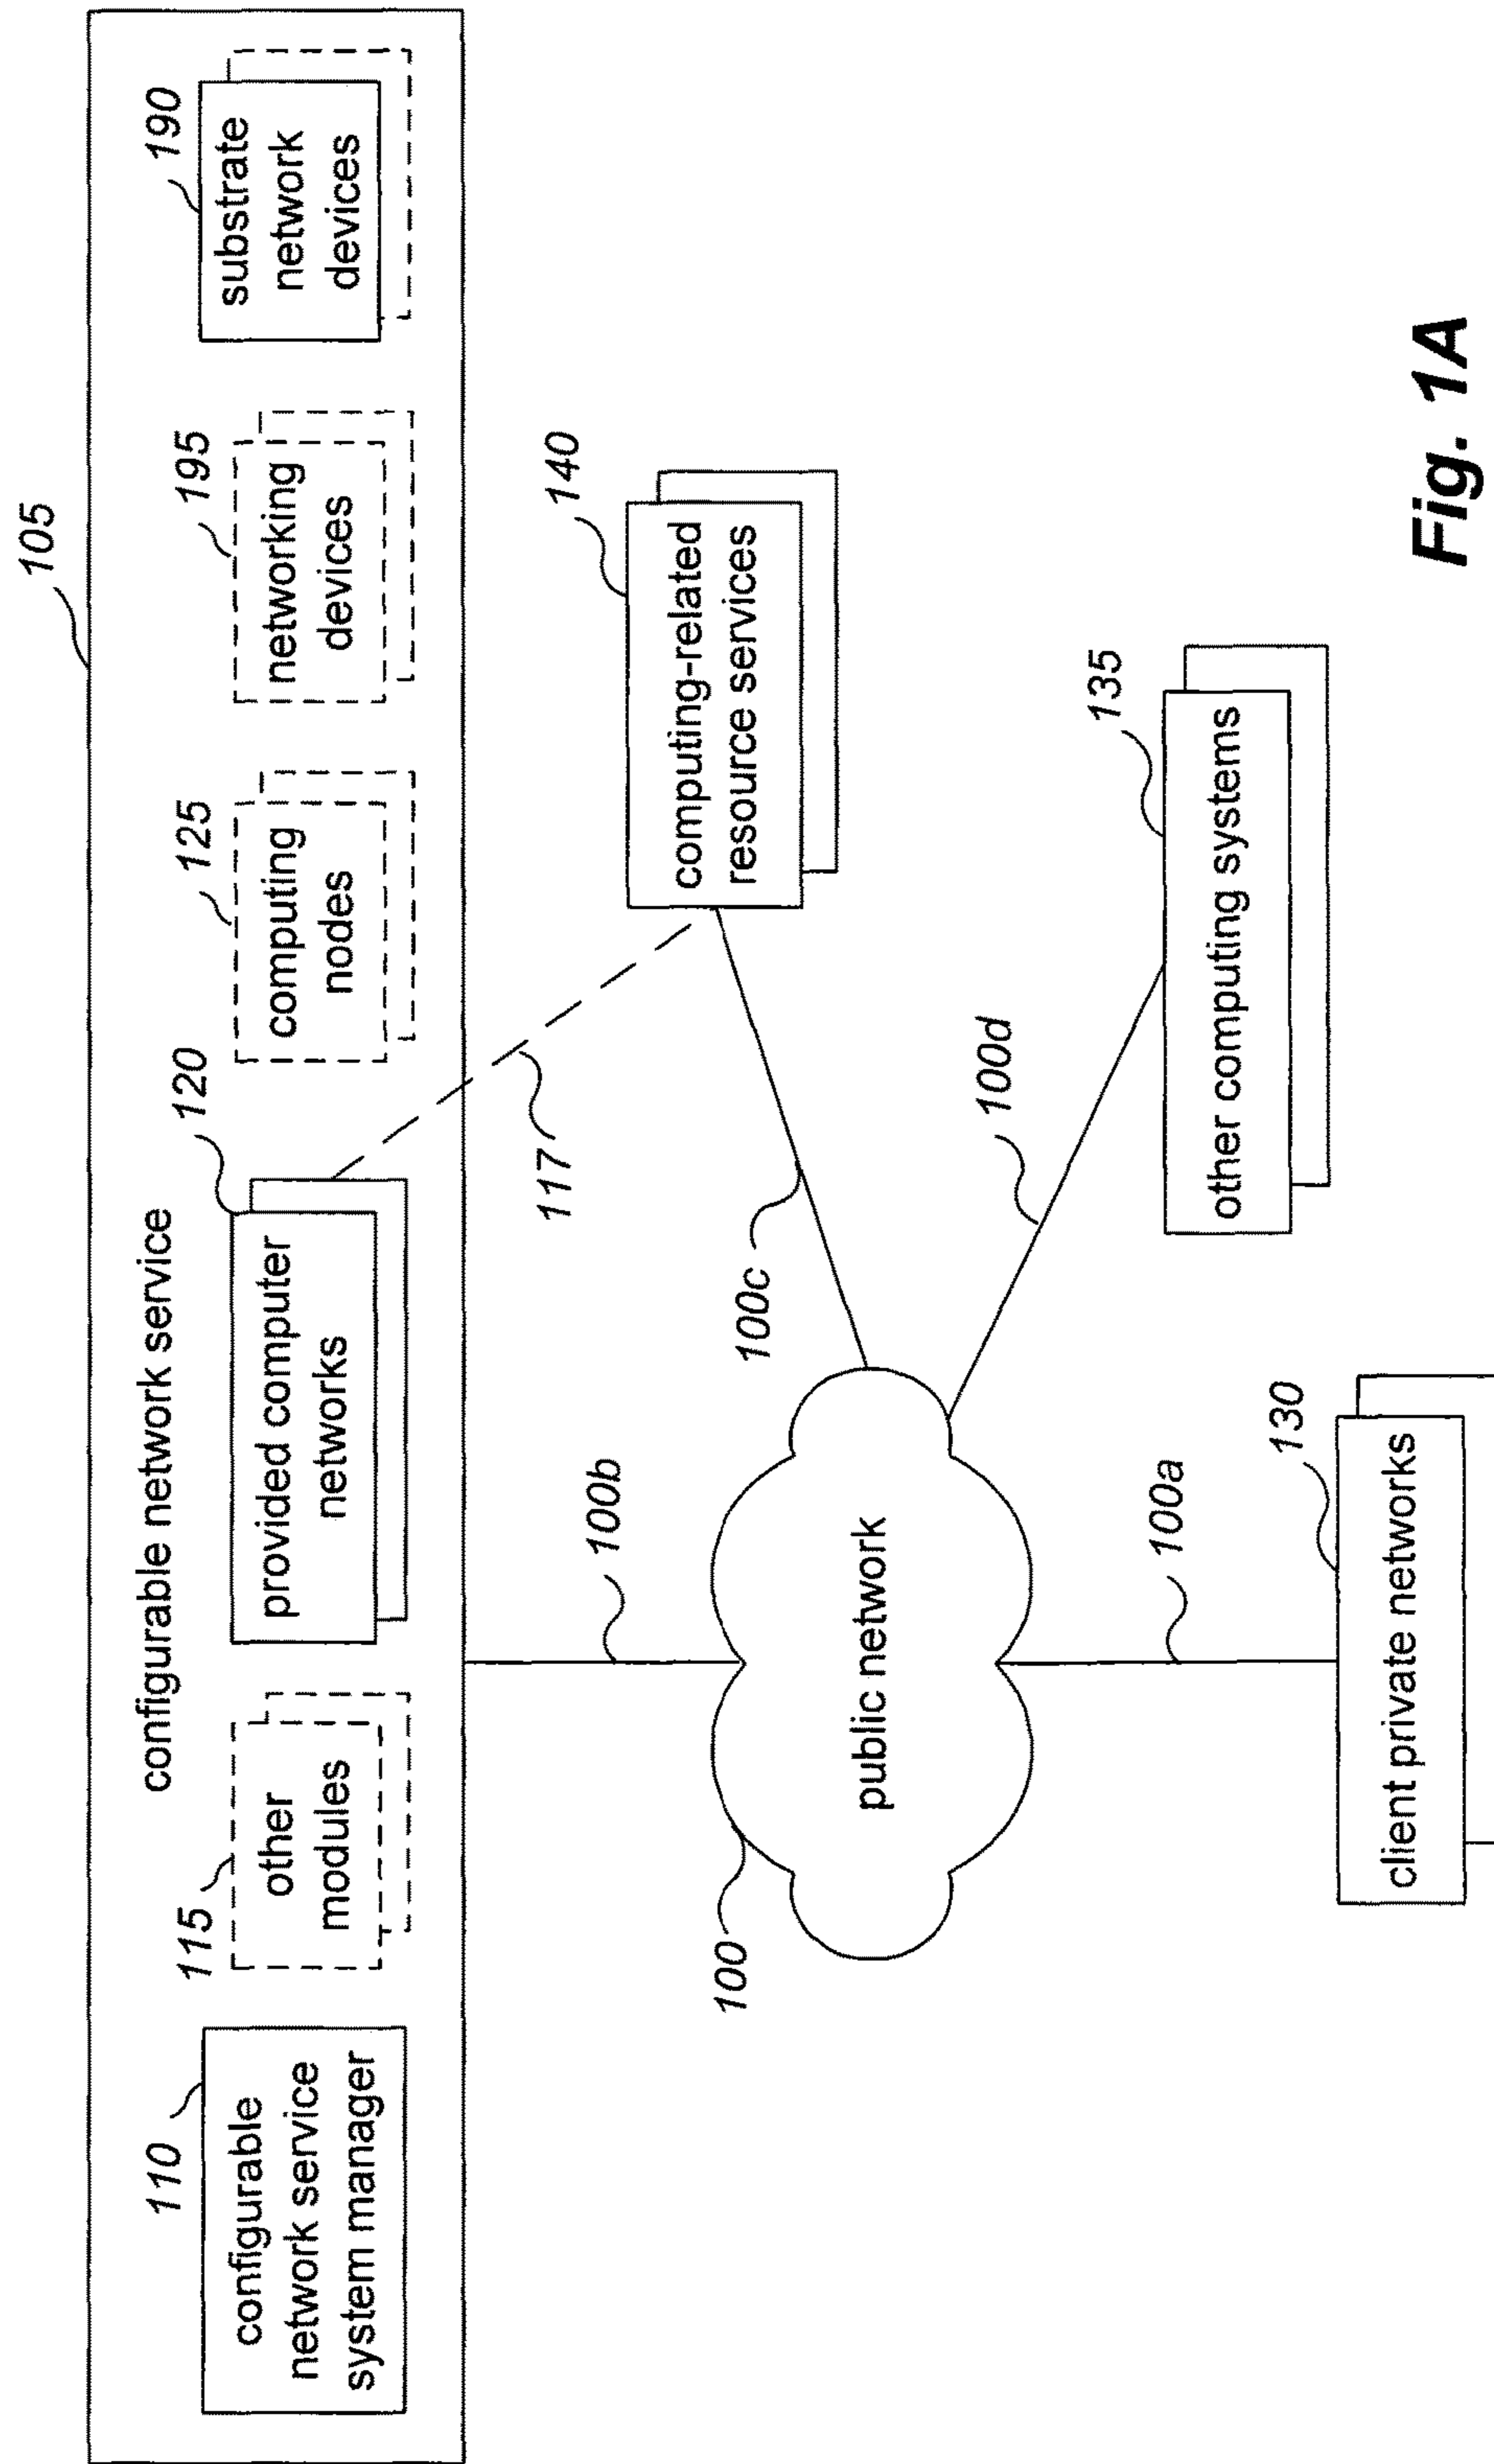 105
configurable network service
110
configurable
network service
system manager
115
other
modules
120
provided computer
networks
125
computing
nodes
195
networking
devices
190
substrate
network
devices
117
100b
100c
140
computing-related
resource services
100
public network
100d
135
other computing systems
100a
130
client private networks
Fig. 1A